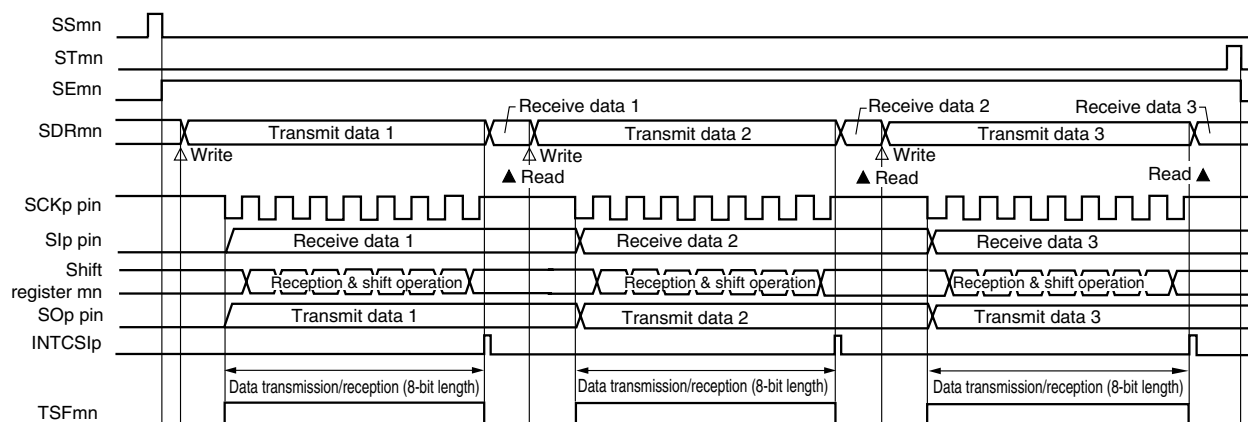 SSmn
STmn
SEmn
Receive data 1
Receive data 2
Receive data 3
SDRmn
Transmit data 1
Transmit data 2
Transmit data 3
Write
Write
Write
Read
Read
Read
SCKp pin
SIp pin
Receive data 1
Receive data 2
Receive data 3
Shift
register mn
Reception & shift operation
Reception & shift operation
Reception & shift operation
SOp pin
Transmit data 1
Transmit data 2
Transmit data 3
INTCSIp
Data transmission/reception (8-bit length)
Data transmission/reception (8-bit length)
Data transmission/reception (8-bit length)
TSFmn